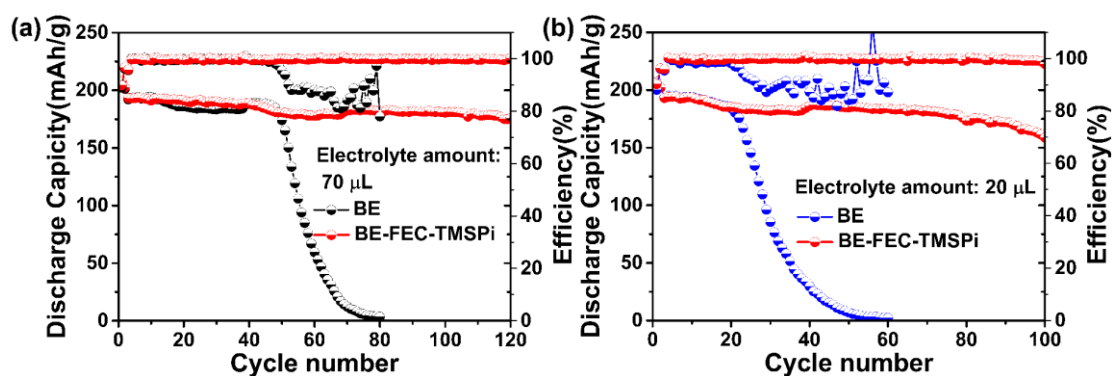 (a)
250
200
150
100
50
0
Discharge Capicity(mAh/g)
Electrolyte amount:
70 μL
BE
BE-FEC-TMSPi
100
80
60
40
20
0
Efficiency(%)
0 20 40 60 80 100 120
Cycle number
(b)
250
200
150
100
50
0
Discharge Capicity(mAh/g)
Electrolyte amount: 20 μL
BE
BE-FEC-TMSPi
100
80
60
40
20
0
Efficiency(%)
0 20 40 60 80 100
Cycle number